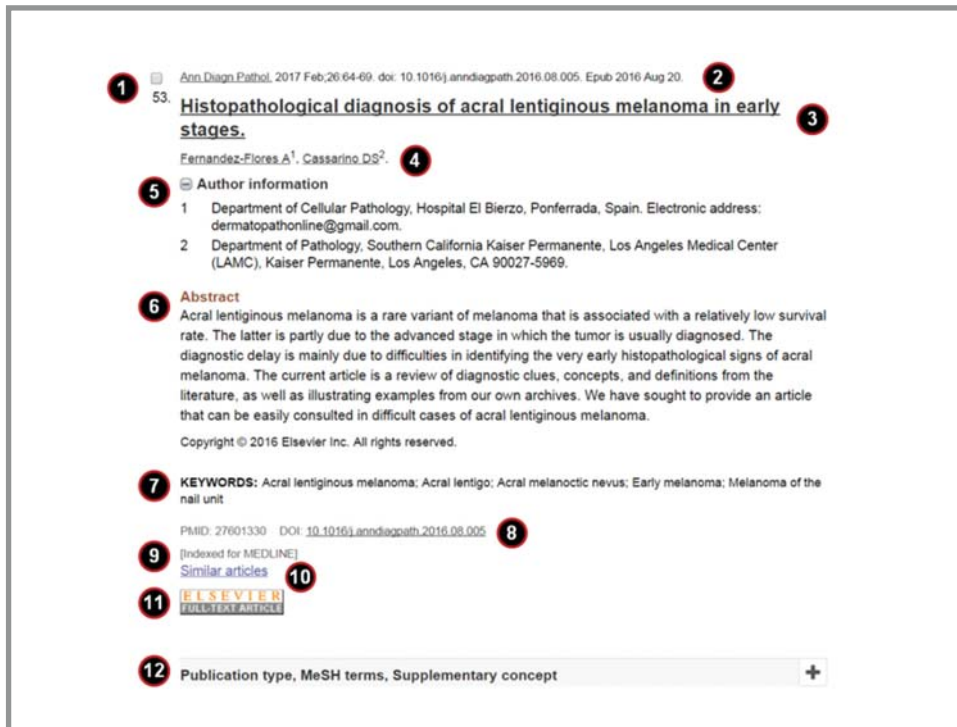 1 Ann Diagn Pathol. 2017 Feb;26:64-69. doi: 10.1016/j.anndiagpath.2016.08.005. Epub 2016 Aug 20. 2
53. Histopathological diagnosis of acral lentiginous melanoma in early 3
stages.
Fernandez-Flores A1, Cassarino DS2. 4
5 Author information
1 Department of Cellular Pathology, Hospital El Bierzo, Ponferrada, Spain. Electronic address:
dermatopathonline@gmail.com.
2 Department of Pathology, Southern California Kaiser Permanente, Los Angeles Medical Center
(LAMC), Kaiser Permanente, Los Angeles, CA 90027-5969.
6 Abstract
Acral lentiginous melanoma is a rare variant of melanoma that is associated with a relatively low survival
rate. The latter is partly due to the advanced stage in which the tumor is usually diagnosed. The
diagnostic delay is mainly due to difficulties in identifying the very early histopathological signs of acral
melanoma. The current article is a review of diagnostic clues, concepts, and definitions from the
literature, as well as illustrating examples from our own archives. We have sought to provide an article
that can be easily consulted in difficult cases of acral lentiginous melanoma.
Copyright © 2016 Elsevier Inc. All rights reserved.
7 KEYWORDS: Acral lentiginous melanoma; Acral lentigo; Acral melanoctic nevus; Early melanoma; Melanoma of the
nail unit
PMID: 27601330 DOI: 10.1016/j.anndiagpath.2016.08.005 8
9 [Indexed for MEDLINE]
Similar articles 10
11 ELSEVIER
FULL-TEXT ARTICLE
12 Publication type, MeSH terms, Supplementary concept +